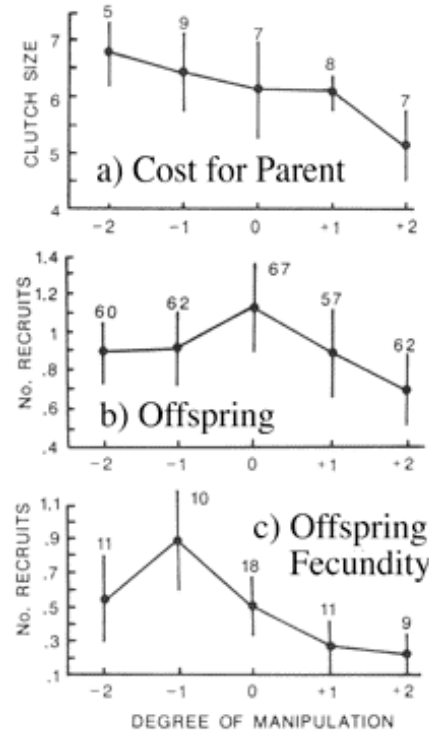 5
9
7
8
7
7
6
5
4
CLUTCH SIZE
a) Cost for Parent
-2 -1 0 +1 +2
60
62
67
57
62
1.4
1.2
1
.8
.6
.4
No. RECRUITS
b) Offspring
-2 -1 0 +1 +2
11
10
18
11
9
1.1
.9
.7
.5
.3
.1
No. RECRUITS
c) Offspring
Fecundity
-2 -1 0 +1 +2
DEGREE OF MANIPULATION